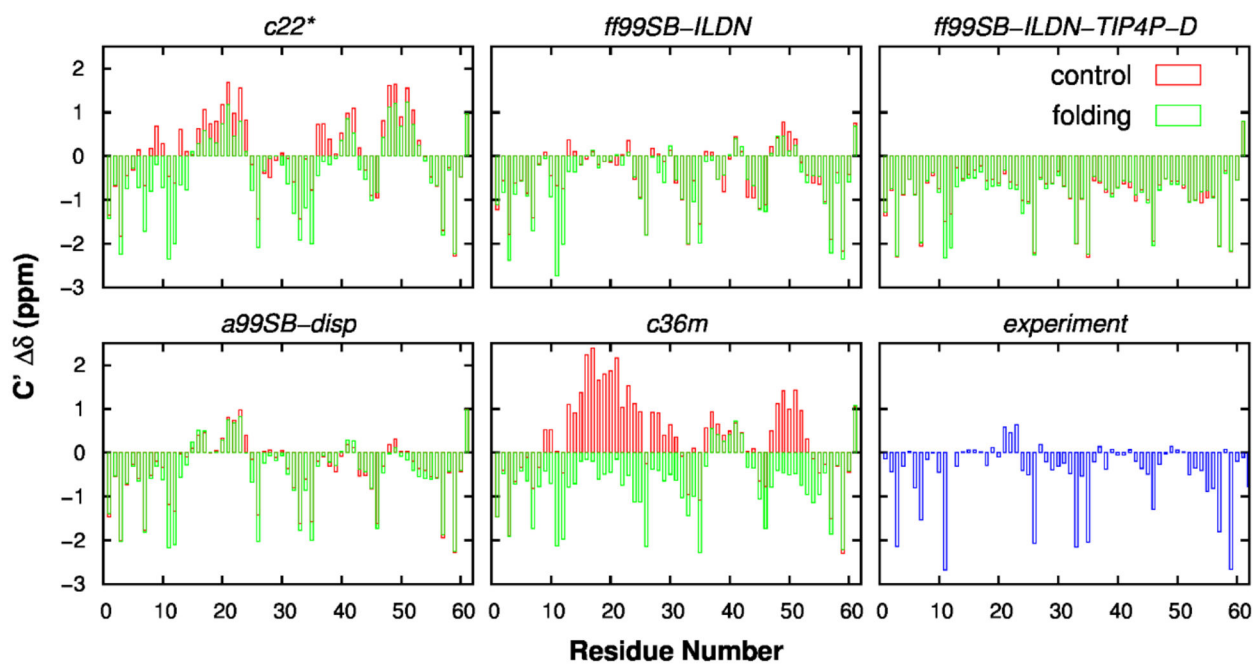 c22*
ff99SB-ILDN
ff99SB-ILDN-TIP4P-D
2
1
0
-1
-2
-3
control
folding
a99SB-disp
c36m
experiment
2
1
0
-1
-2
-3
0 10 20 30 40 50 60
0 10 20 30 40 50 60
0 10 20 30 40 50 60
C' Δδ (ppm)
Residue Number